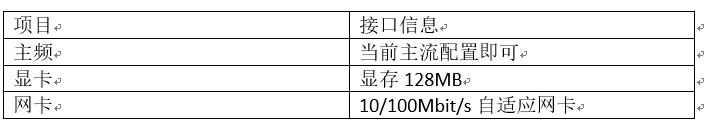 项目 接口信息
主频 当前主流配置即可
显卡 显存 128MB
网卡 10/100Mbit/s 自适应网卡